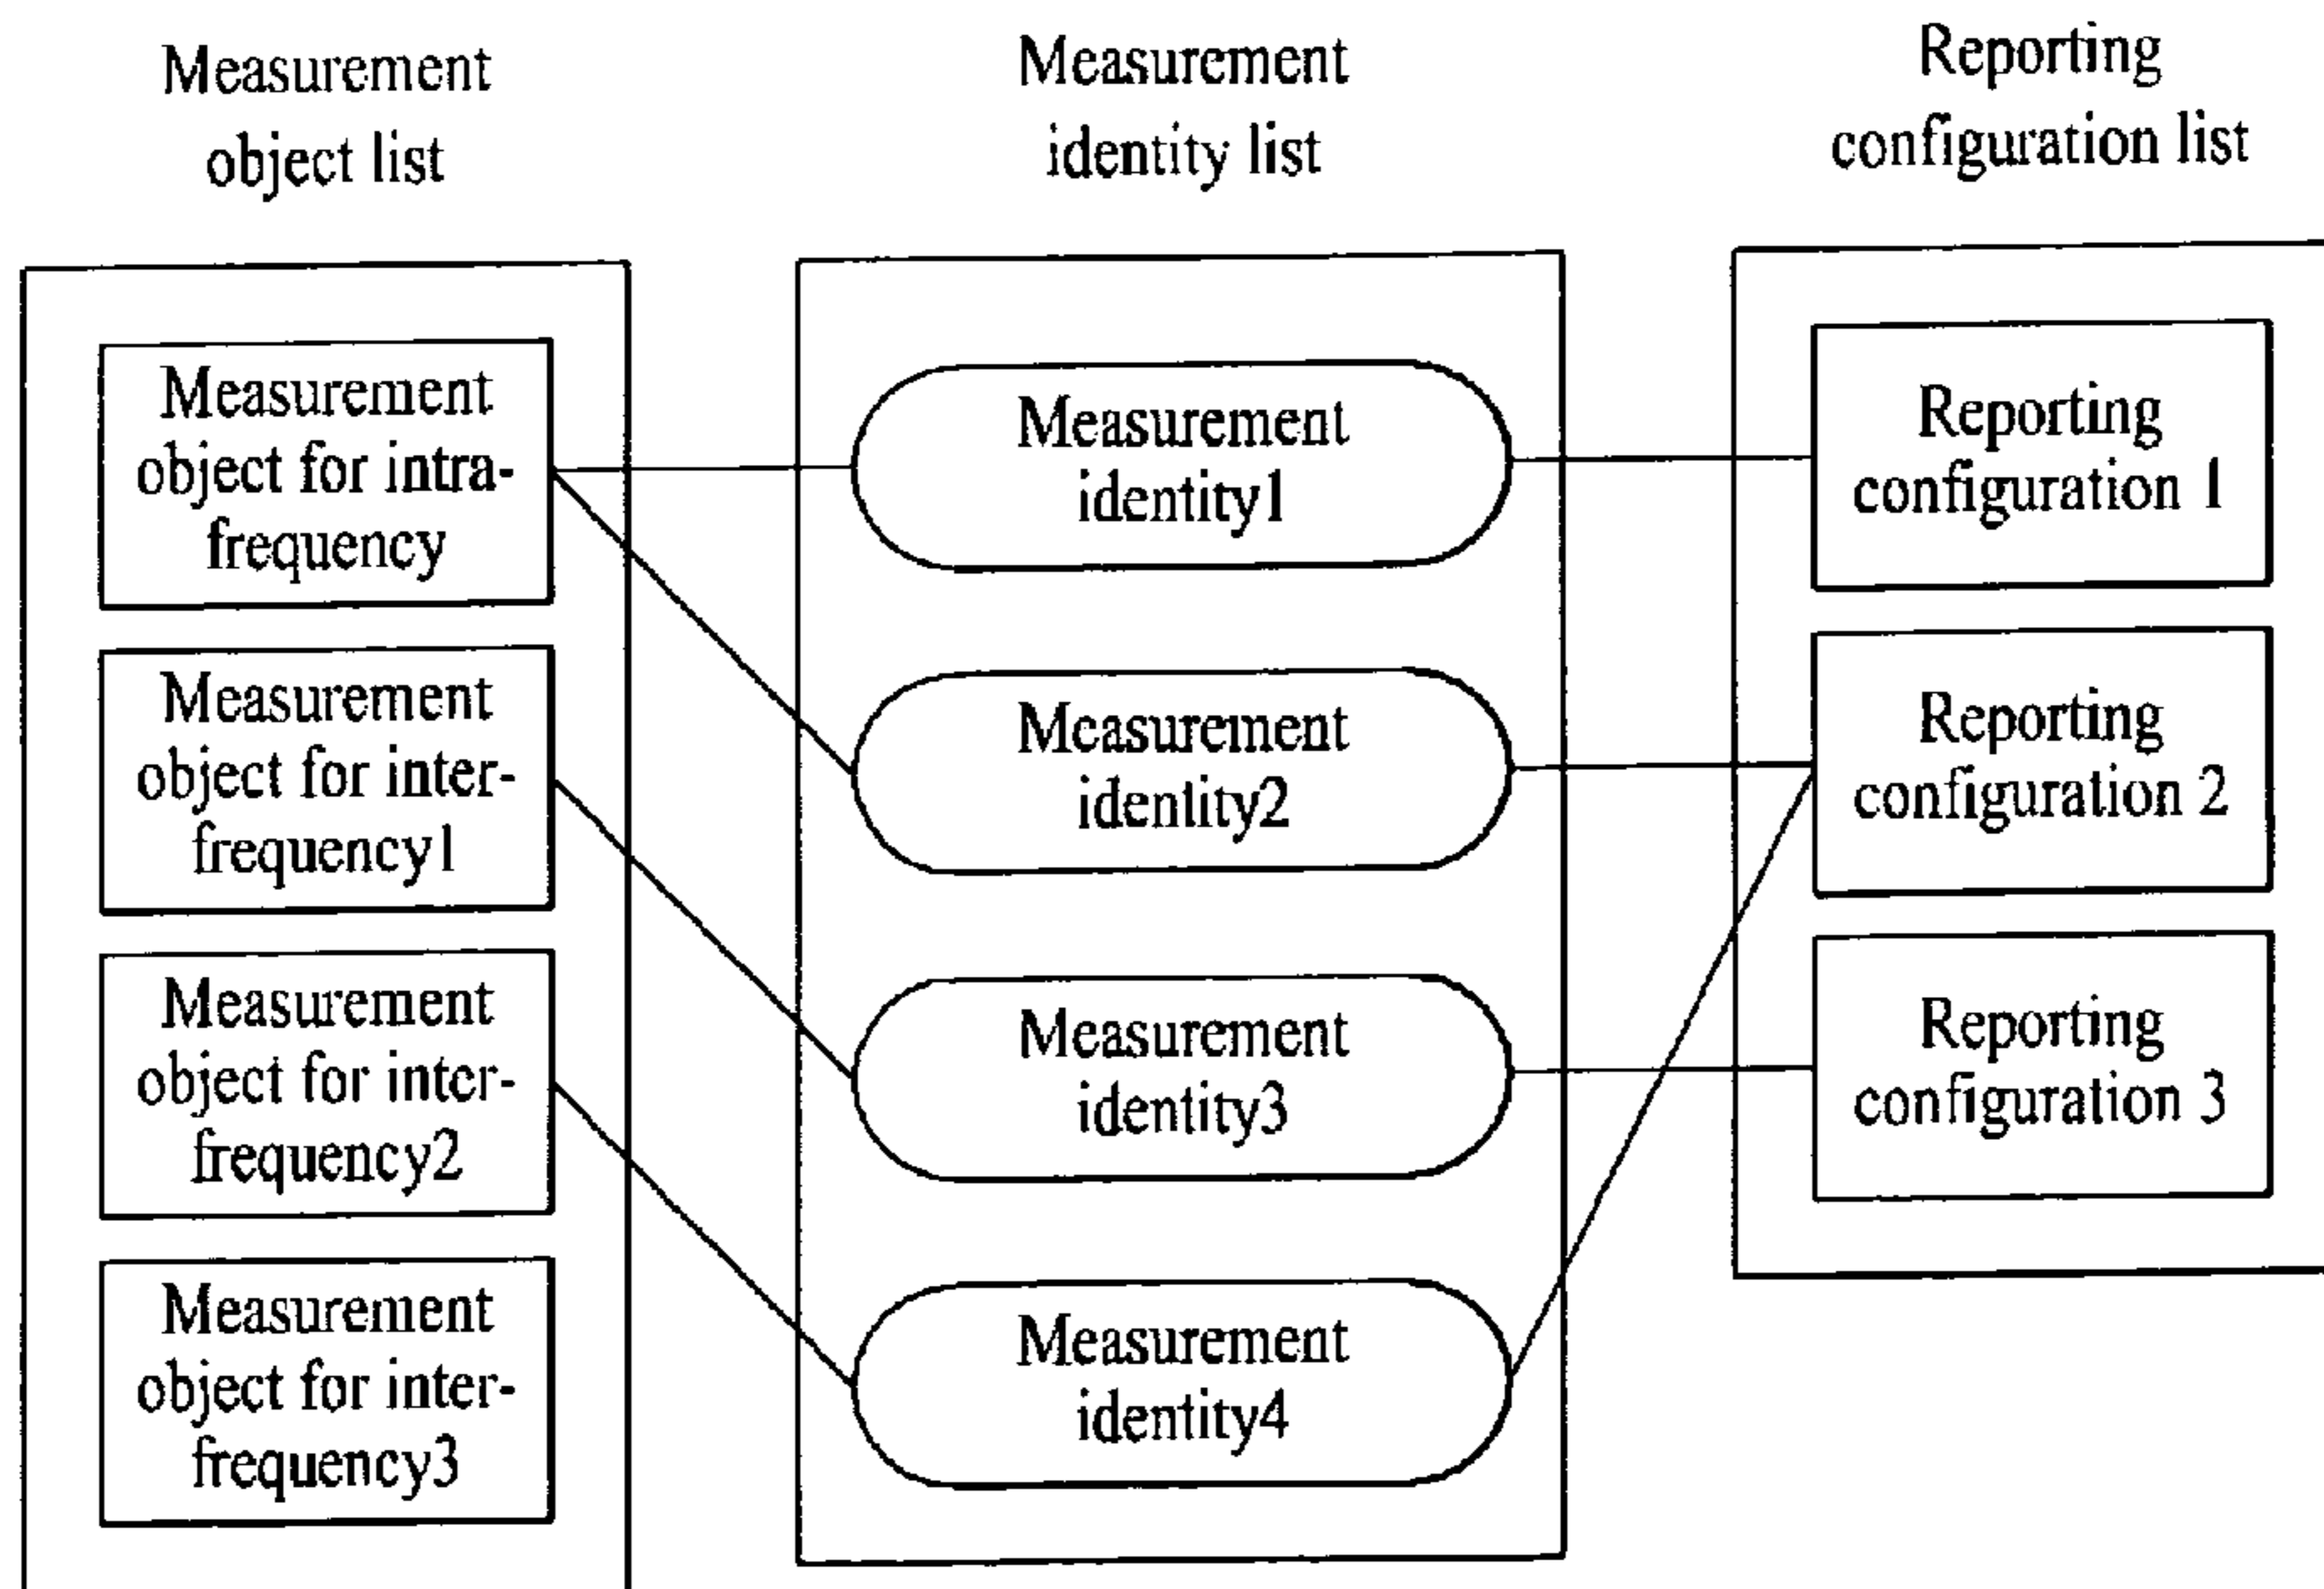 Measurement
object list
Measurement
identity list
Reporting
configuration list
Measurement
object for intra-
frequency
Measurement
object for inter-
frequency1
Measurement
object for inter-
frequency2
Measurement
object for inter-
frequency3
Measurement
identity1
Measurement
identity2
Measurement
identity3
Measurement
identity4
Reporting
configuration 1
Reporting
configuration 2
Reporting
configuration 3